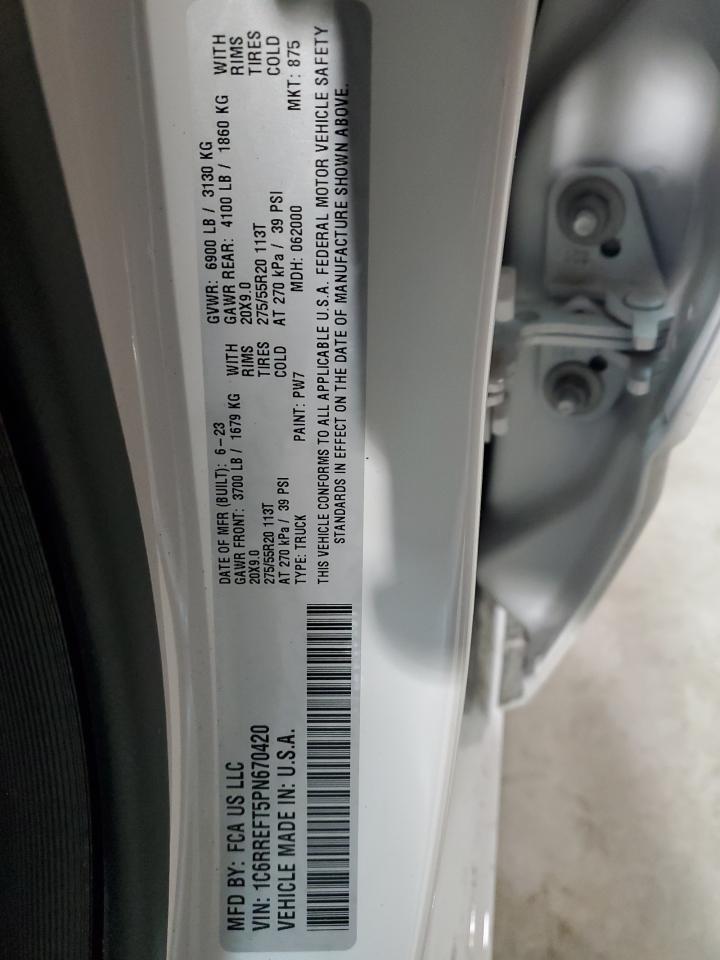 MFD BY: FCA US LLC
VIN: 1C6RREFT5PN670420
VEHICLE MADE IN: U.S.A.
DATE OF MFR (BUILT): 6-23 GVWR: 6900 LB / 3130 KG
GAWR FRONT: 3700 LB / 1679 KG WITH GAWR REAR: 4100 LB / 1860 KG WITH
20X9.0 RIMS 20X9.0 RIMS
275/55R20 113T TIRES 275/55R20 113T TIRES
AT 270 kPa / 39 PSI COLD AT 270 kPa / 39 PSI COLD
TYPE: TRUCK PAINT: PW7 MDH: 062000 MKT: 875
THIS VEHICLE CONFORMS TO ALL APPLICABLE U.S.A. FEDERAL MOTOR VEHICLE SAFETY
STANDARDS IN EFFECT ON THE DATE OF MANUFACTURE SHOWN ABOVE.